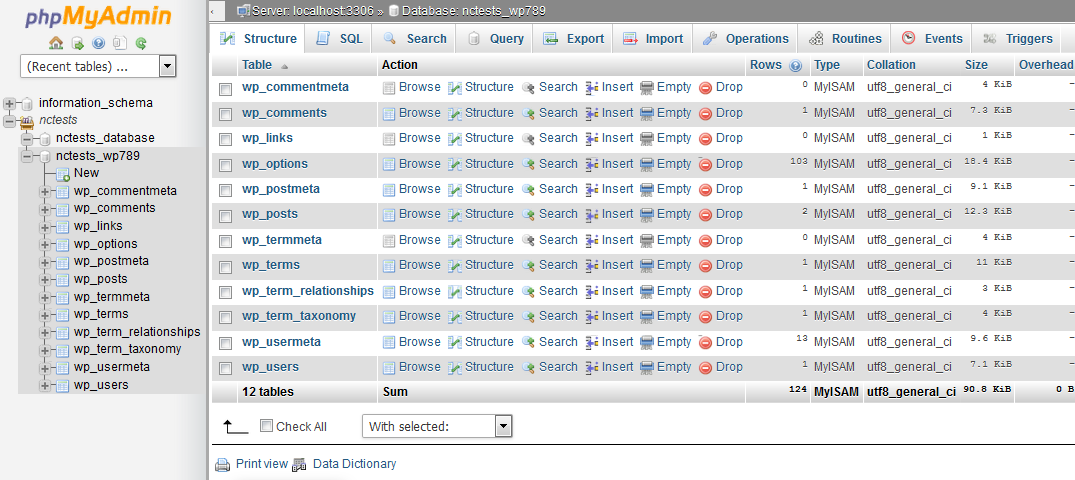 phpMyAdmin
(Recent tables) ...
information_schema
nctests
nctests_database
nctests_wp789
New
wp_commentmeta
wp_comments
wp_links
wp_options
wp_postmeta
wp_posts
wp_termmeta
wp_terms
wp_term_relationships
wp_term_taxonomy
wp_usermeta
wp_users
Server: localhost:3306 » Database: nctests_wp789
Structure SQL Search Query Export Import Operations Routines Events Triggers
Table Action Rows Type Collation Size Overhead
wp_commentmeta Browse Structure Search Insert Empty Drop 0 MyISAM utf8_general_ci 4 KiB -
wp_comments Browse Structure Search Insert Empty Drop 1 MyISAM utf8_general_ci 7.3 KiB -
wp_links Browse Structure Search Insert Empty Drop 0 MyISAM utf8_general_ci 1 KiB -
wp_options Browse Structure Search Insert Empty Drop 103 MyISAM utf8_general_ci 18.4 KiB -
wp_postmeta Browse Structure Search Insert Empty Drop 1 MyISAM utf8_general_ci 9.1 KiB -
wp_posts Browse Structure Search Insert Empty Drop 2 MyISAM utf8_general_ci 12.3 KiB -
wp_termmeta Browse Structure Search Insert Empty Drop 0 MyISAM utf8_general_ci 4 KiB -
wp_terms Browse Structure Search Insert Empty Drop 1 MyISAM utf8_general_ci 11 KiB -
wp_term_relationships Browse Structure Search Insert Empty Drop 1 MyISAM utf8_general_ci 3 KiB -
wp_term_taxonomy Browse Structure Search Insert Empty Drop 1 MyISAM utf8_general_ci 4 KiB -
wp_usermeta Browse Structure Search Insert Empty Drop 13 MyISAM utf8_general_ci 9.6 KiB -
wp_users Browse Structure Search Insert Empty Drop 1 MyISAM utf8_general_ci 7.1 KiB -
12 tables Sum 124 MyISAM utf8_general_ci 90.8 KiB 0 B
Check All With selected:
Print view Data Dictionary